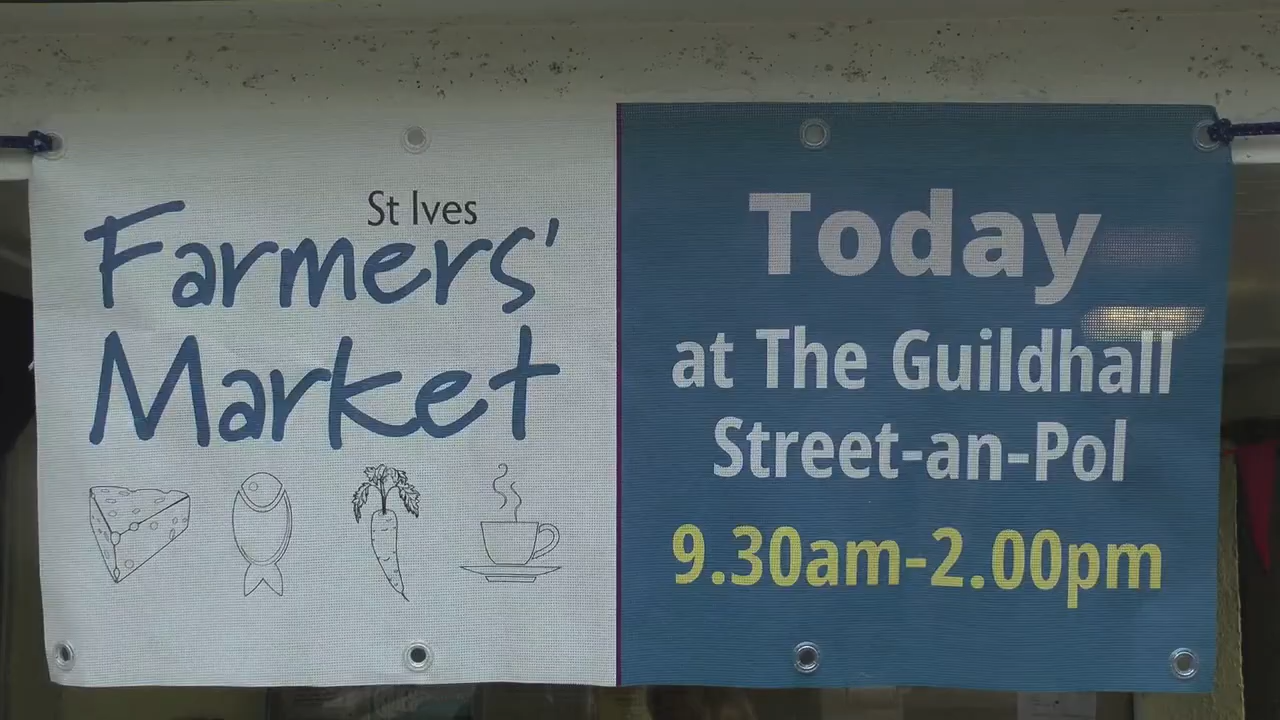 St Ives
Farmers'
Market
Today
at The Guildhall
Street-an-Pol
9.30am-2.00pm